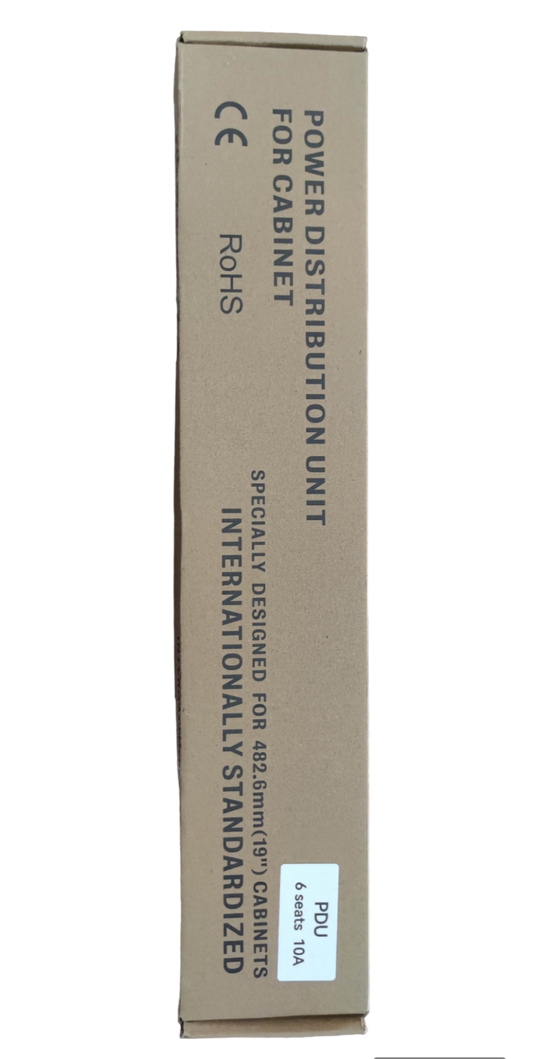 POWER DISTRIBUTION UNIT
FOR CABINET
CE RoHS
SPECIALLY DESIGNED FOR 482.6mm(19") CABINETS
INTERNATIONALLY STANDARDIZED
PDU
6 seats 10A